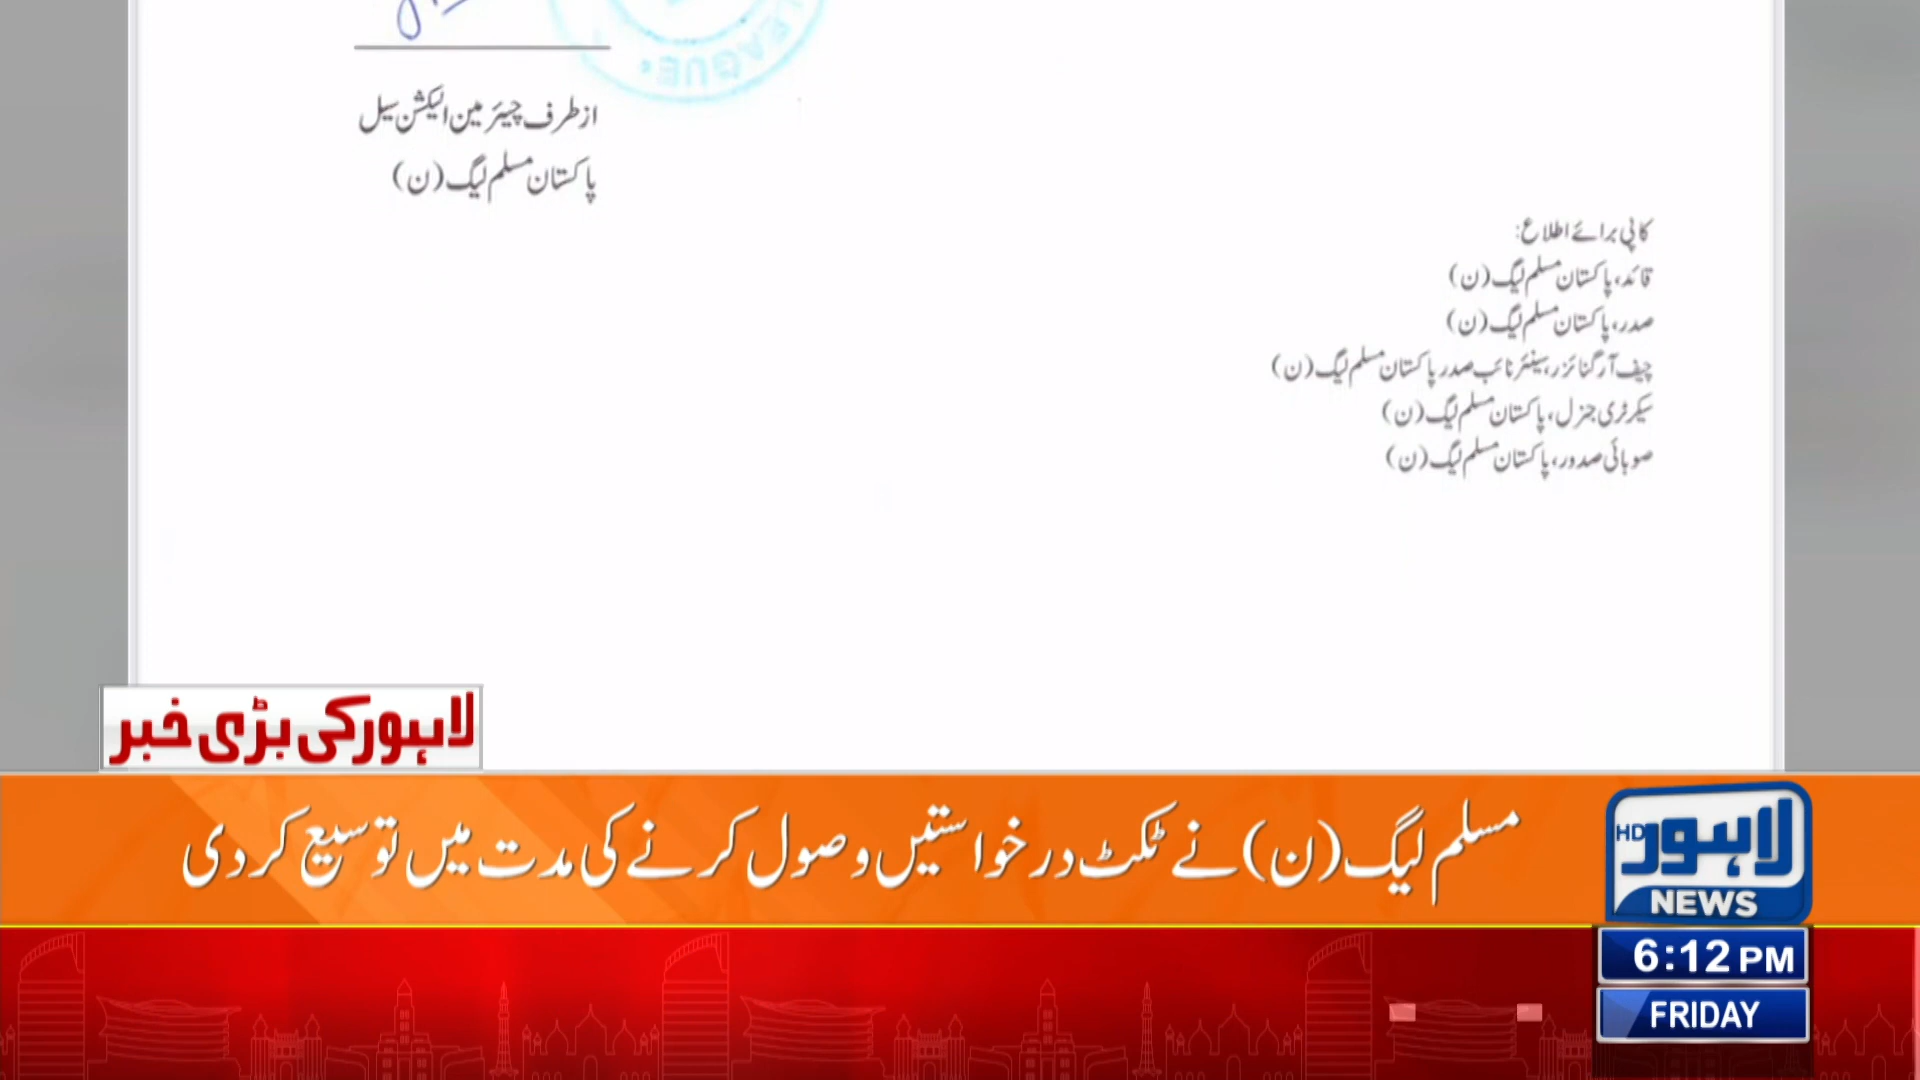 LEAGUE
از طرف چیئرمین الیکشن سیل
پاکستان مسلم لیگ (ن)
کاپی برائے اطلاع:
قائد، پاکستان مسلم لیگ (ن)
صدر، پاکستان مسلم لیگ (ن)
چیف آرگنائزر، سینئر نائب صدر پاکستان مسلم لیگ (ن)
سیکرٹری جنرل، پاکستان مسلم لیگ (ن)
صوبائی صدور، پاکستان مسلم لیگ (ن)
لاہور کی بڑی خبر
مسلم لیگ (ن) نے ٹکٹ درخواستیں وصول کرنے کی مدت میں توسیع کر دی
لاہور HD
NEWS
6:12 PM
FRIDAY